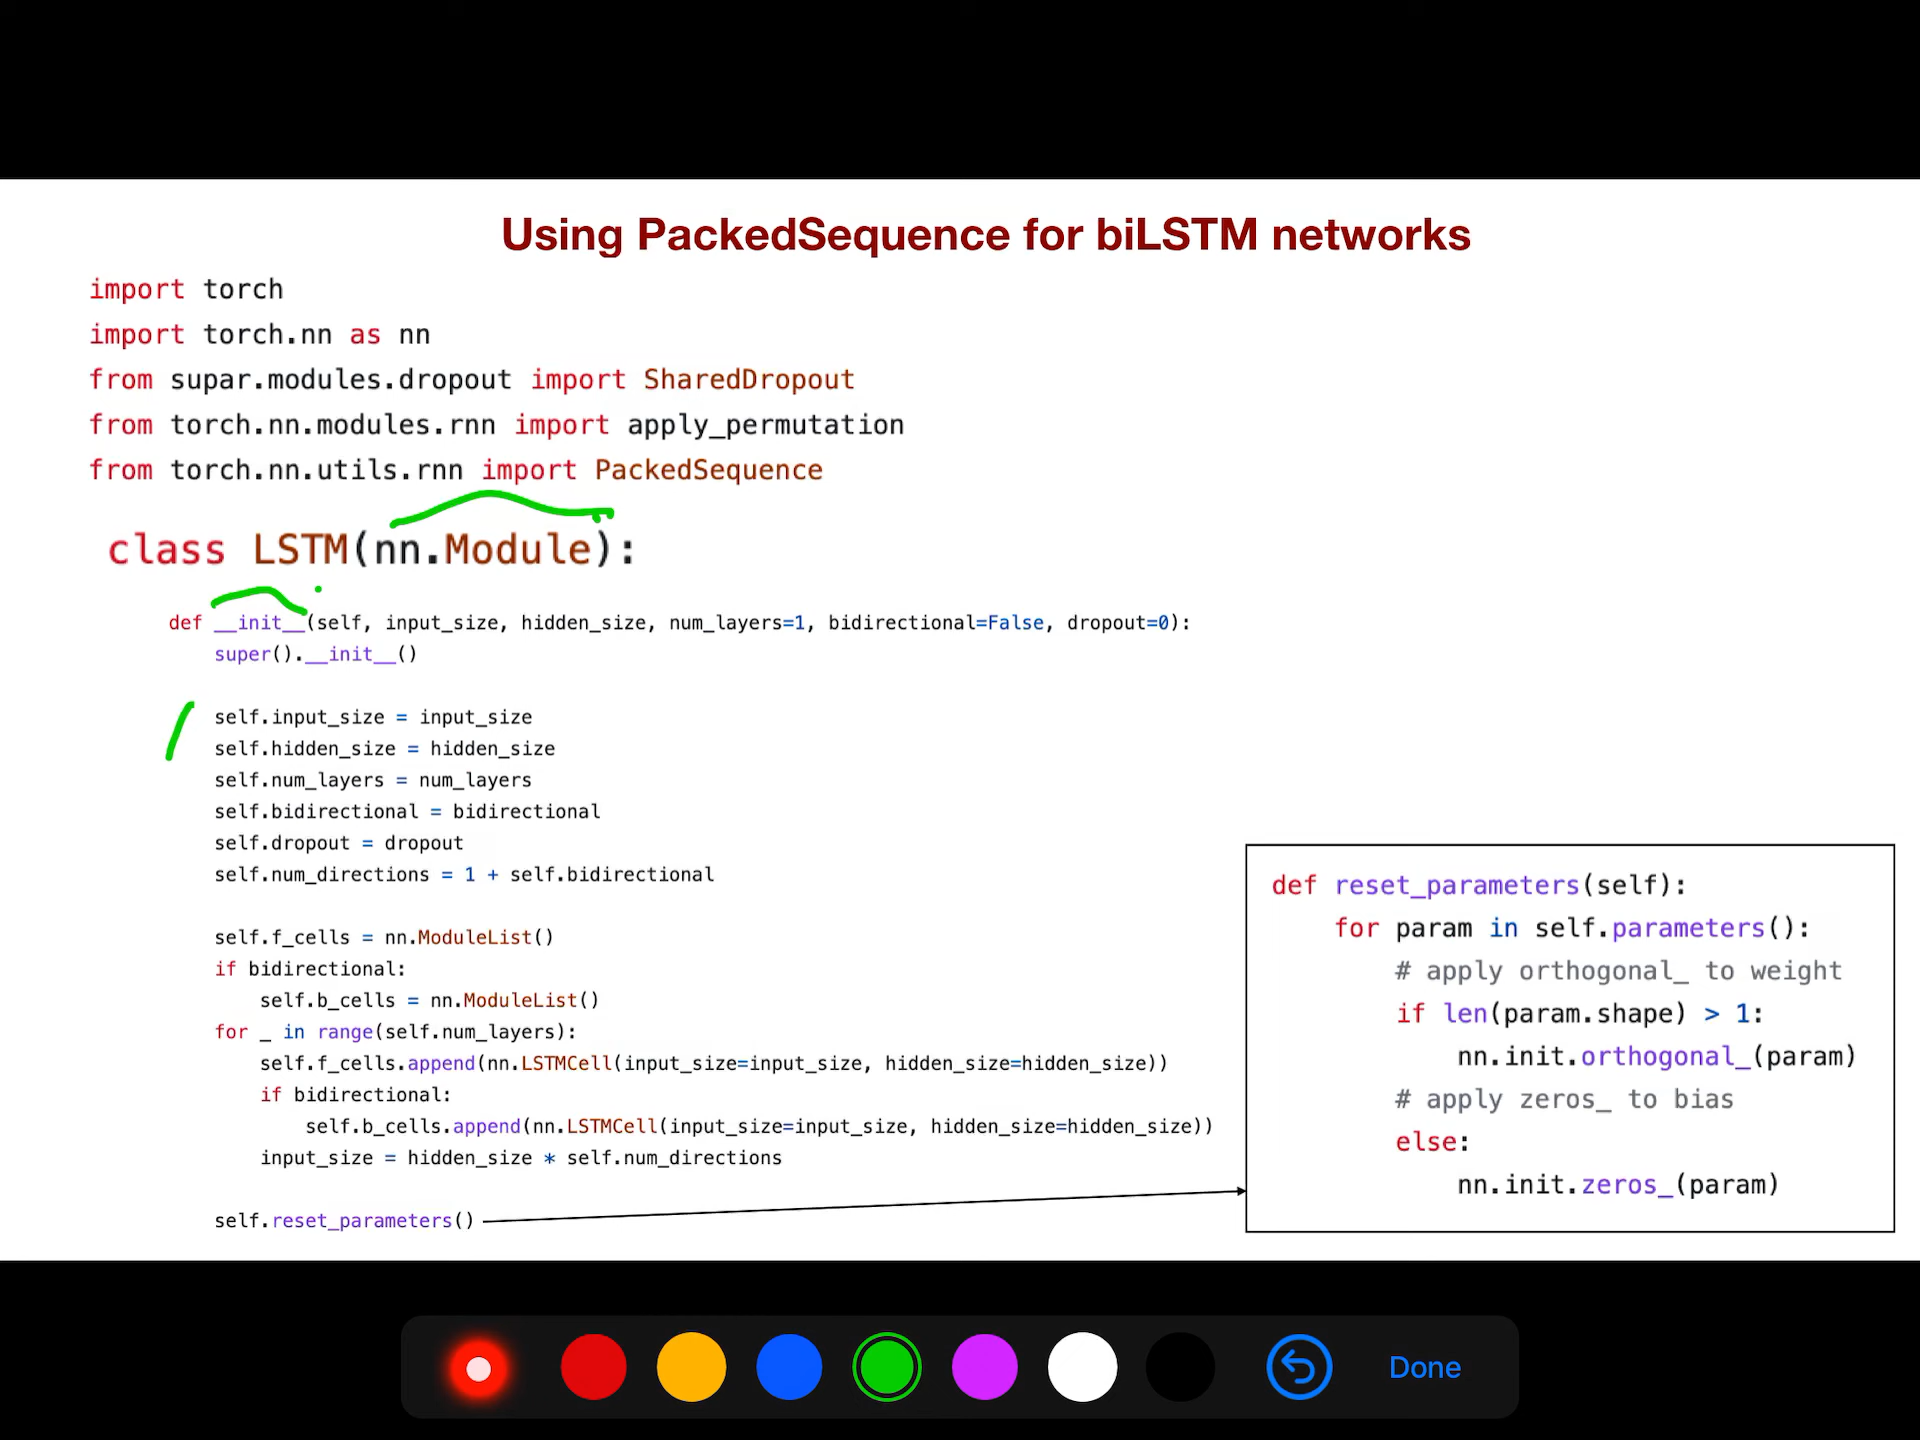 Using PackedSequence for biLSTM networks
import torch
import torch.nn as nn
from supar.modules.dropout import SharedDropout
from torch.nn.modules.rnn import apply_permutation
from torch.nn.utils.rnn import PackedSequence
class LSTM(nn.Module):
def __init__(self, input_size, hidden_size, num_layers=1, bidirectional=False, dropout=0):
super().__init__()
self.input_size = input_size
self.hidden_size = hidden_size
self.num_layers = num_layers
self.bidirectional = bidirectional
self.dropout = dropout
self.num_directions = 1 + self.bidirectional
self.f_cells = nn.ModuleList()
if bidirectional:
self.b_cells = nn.ModuleList()
for _ in range(self.num_layers):
self.f_cells.append(nn.LSTMCell(input_size=input_size, hidden_size=hidden_size))
if bidirectional:
self.b_cells.append(nn.LSTMCell(input_size=input_size, hidden_size=hidden_size))
input_size = hidden_size * self.num_directions
self.reset_parameters()
def reset_parameters(self):
for param in self.parameters():
# apply orthogonal_ to weight
if len(param.shape) > 1:
nn.init.orthogonal_(param)
# apply zeros_ to bias
else:
nn.init.zeros_(param)
Done